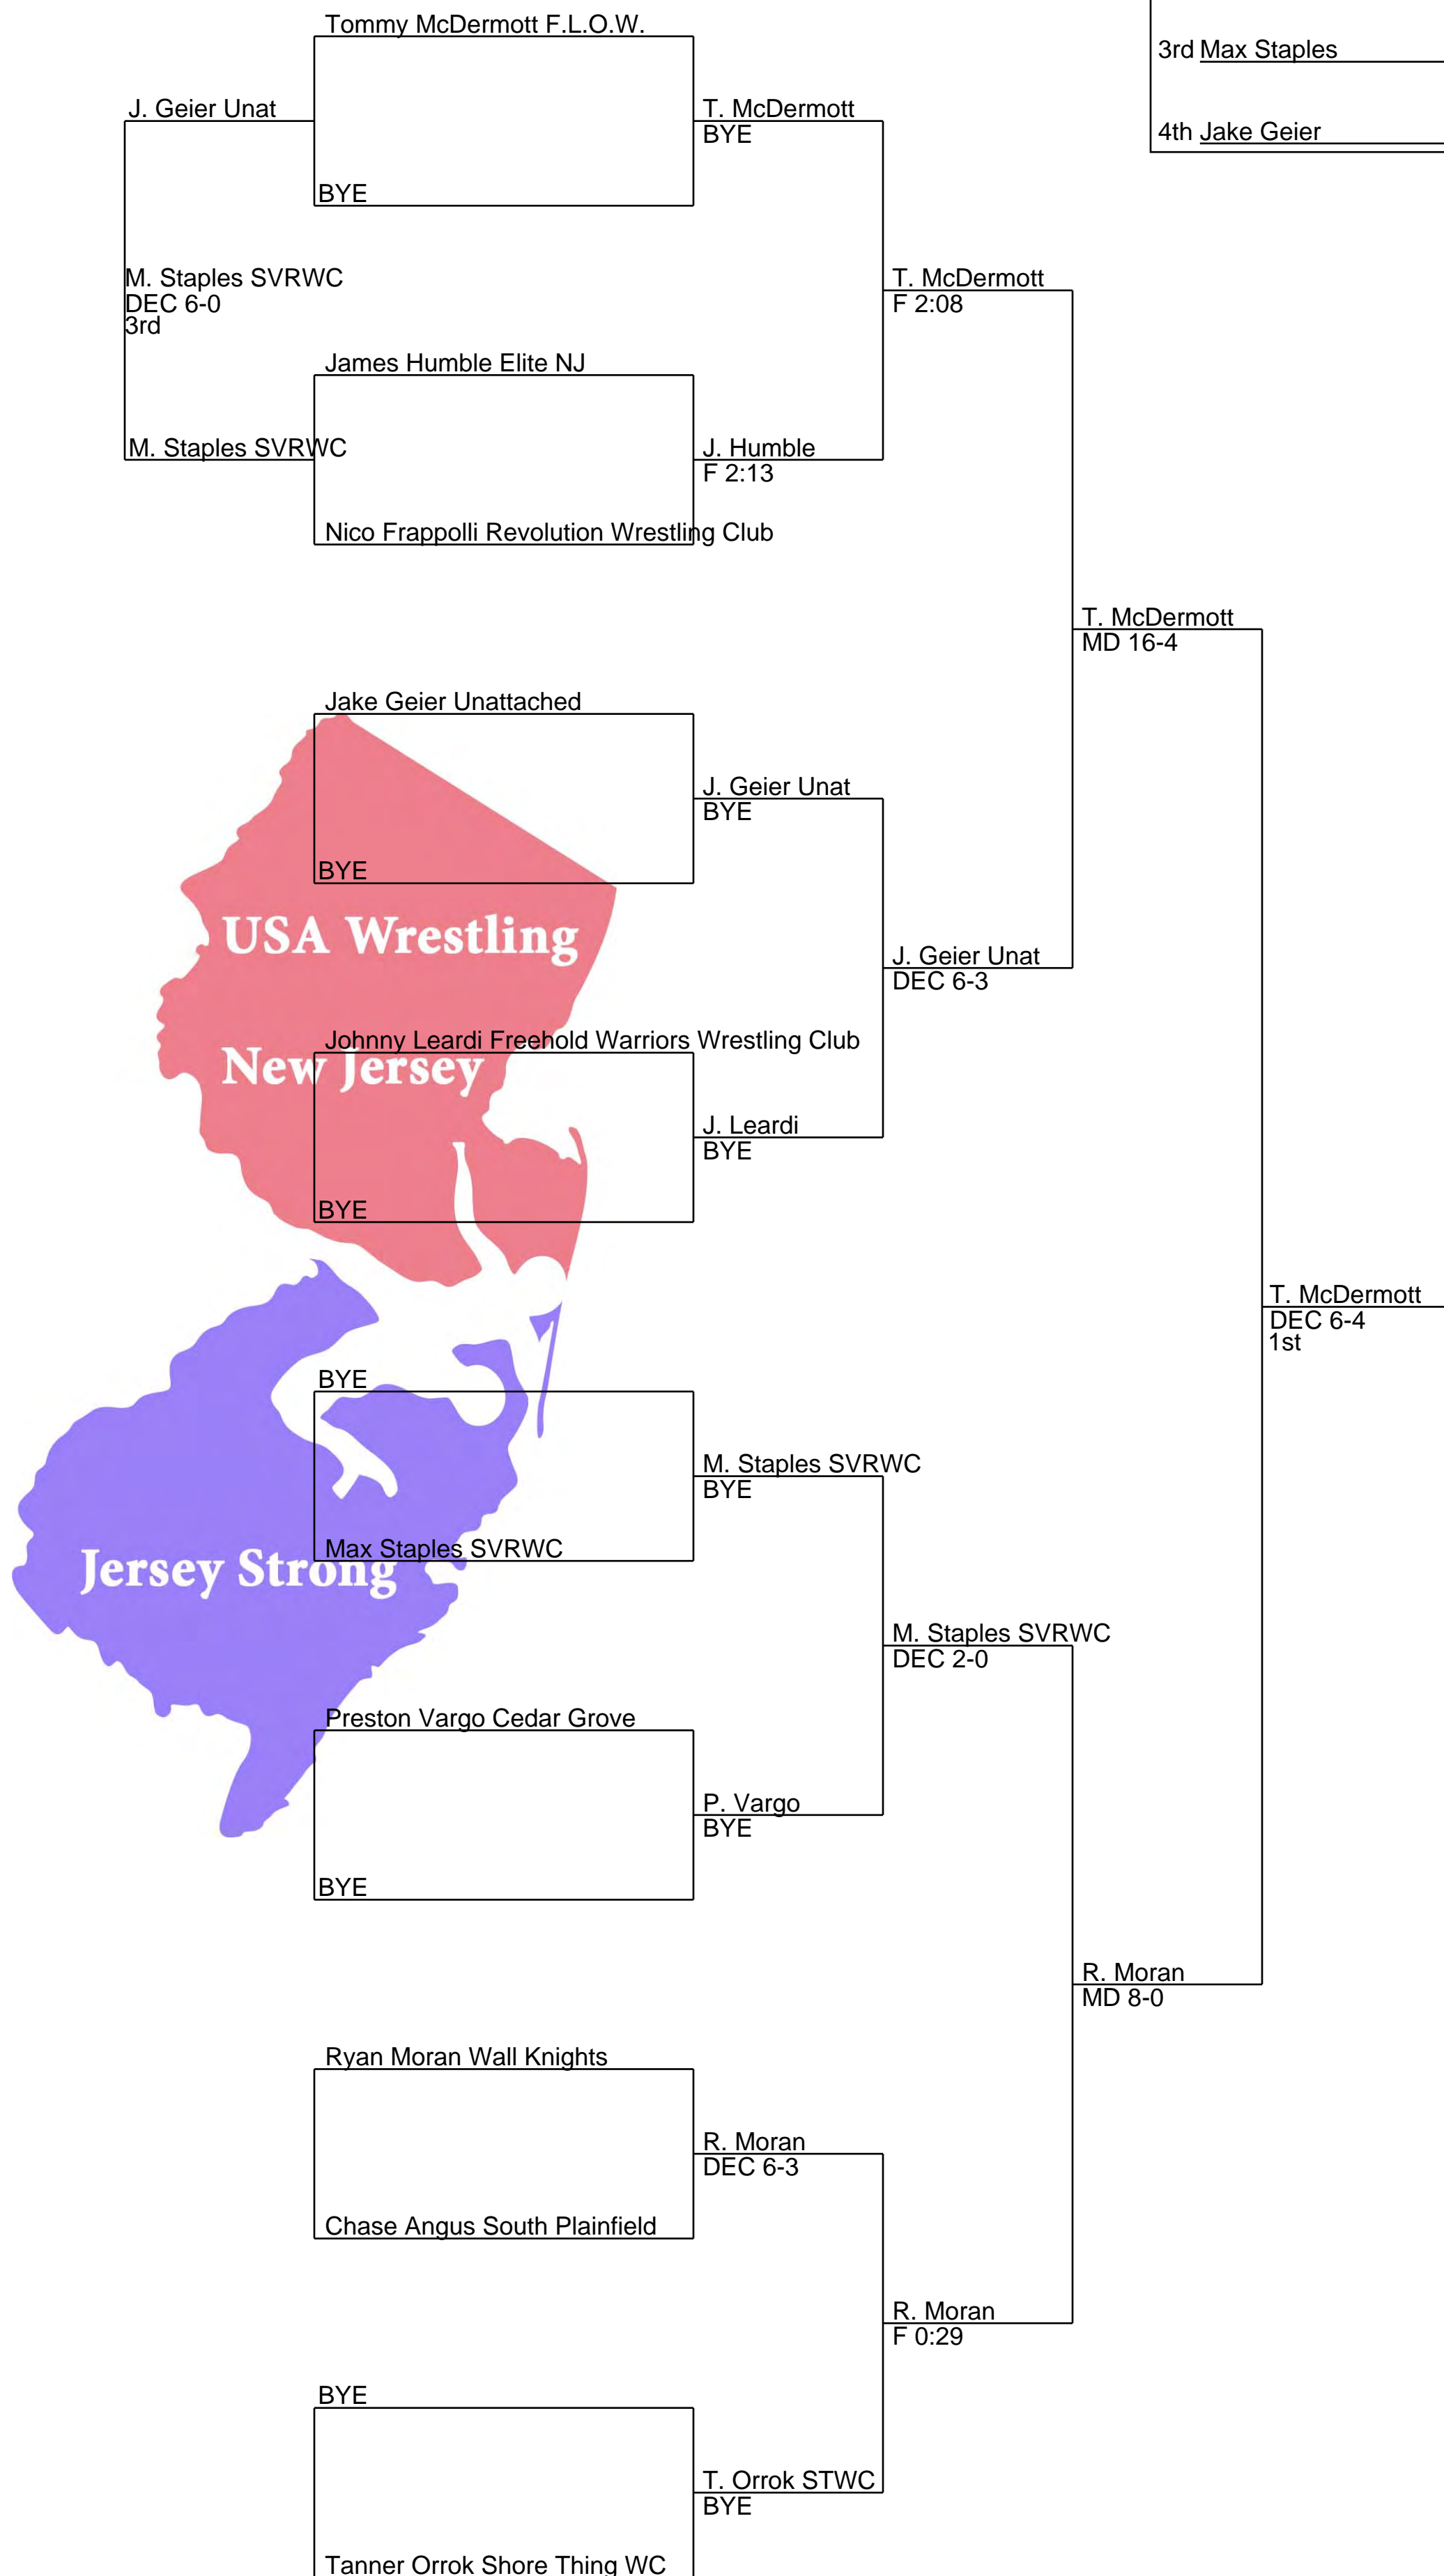 Tommy McDermott F.L.O.W.
3rd Max Staples
J. Geier Unat
T. McDermott
BYE
4th Jake Geier
BYE
M. Staples SVRWC
DEC 6-0
3rd
T. McDermott
F 2:08
James Humble Elite NJ
M. Staples SVRWC
J. Humble
F 2:13
Nico Frappolli Revolution Wrestling Club
T. McDermott
MD 16-4
Jake Geier Unattached
J. Geier Unat
BYE
BYE
USA Wrestling
J. Geier Unat
DEC 6-3
Johnny Leardi Freehold Warriors Wrestling Club
New Jersey
J. Leardi
BYE
BYE
T. McDermott
DEC 6-4
1st
BYE
M. Staples SVRWC
BYE
Max Staples SVRWC
Jersey Strong
M. Staples SVRWC
DEC 2-0
Preston Vargo Cedar Grove
P. Vargo
BYE
BYE
R. Moran
MD 8-0
Ryan Moran Wall Knights
R. Moran
DEC 6-3
Chase Angus South Plainfield
R. Moran
F 0:29
BYE
T. Orrok STWC
BYE
Tanner Orrok Shore Thing WC